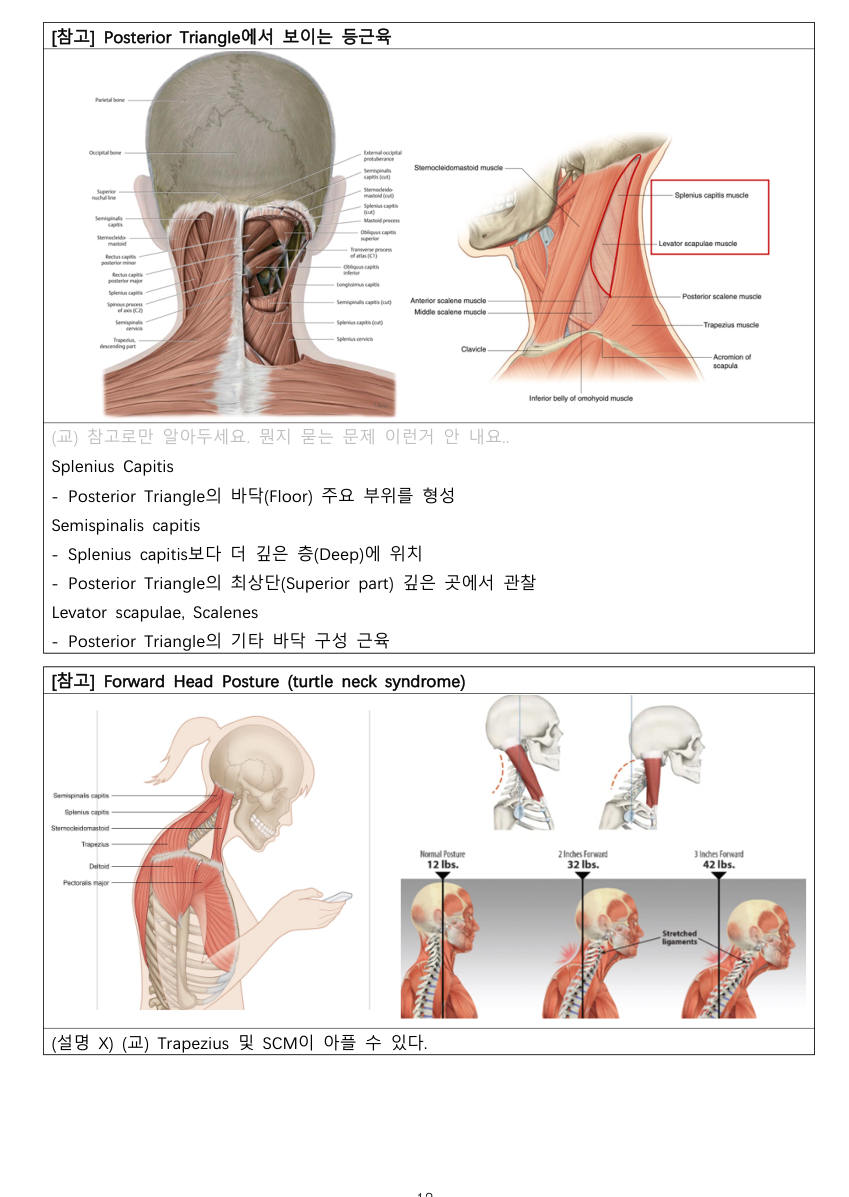 [참고] Posterior Triangle에서 보이는 등근육
Parietal bone
Occipital bone
Superior
nuchal line
Semispinalis
capitis
Sternocleido-
mastoid
Rectus capitis
posterior minor
Rectus capitis
posterior major
Splenius capitis
Spinous process
of axis (C2)
Semispinalis
cervicis
Trapezius,
descending part
External occipital
protuberance
Semispinalis
capitis (cut)
Sternocleido-
mastoid (cut)
Splenius capitis
(cut)
Mastoid process
Obliquus capitis
superior
Transverse process
of atlas (C1)
Obliquus capitis
inferior
Longissimus capitis
Semispinalis capitis (cut)
Splenius capitis (cut)
Splenius cervicis
Sternocleidomastoid muscle
Splenius capitis muscle
Levator scapulae muscle
Anterior scalene muscle
Middle scalene muscle
Posterior scalene muscle
Trapezius muscle
Clavicle
Acromion of
scapula
Inferior belly of omohyoid muscle
(교) 참고로만 알아두세요. 뭔지 묻는 문제 이런거 안 내요..
Splenius Capitis
- Posterior Triangle의 바닥(Floor) 주요 부위를 형성
Semispinalis capitis
- Splenius capitis보다 더 깊은 층(Deep)에 위치
- Posterior Triangle의 최상단(Superior part) 깊은 곳에서 관찰
Levator scapulae, Scalenes
- Posterior Triangle의 기타 바닥 구성 근육
[참고] Forward Head Posture (turtle neck syndrome)
Semispinalis capitis
Splenius capitis
Sternocleidomastoid
Trapezius
Deltoid
Pectoralis major
Normal Posture
12 lbs.
2 Inches Forward
32 lbs.
3 Inches Forward
42 lbs.
Stretched
ligaments
(설명 X) (교) Trapezius 및 SCM이 아플 수 있다.